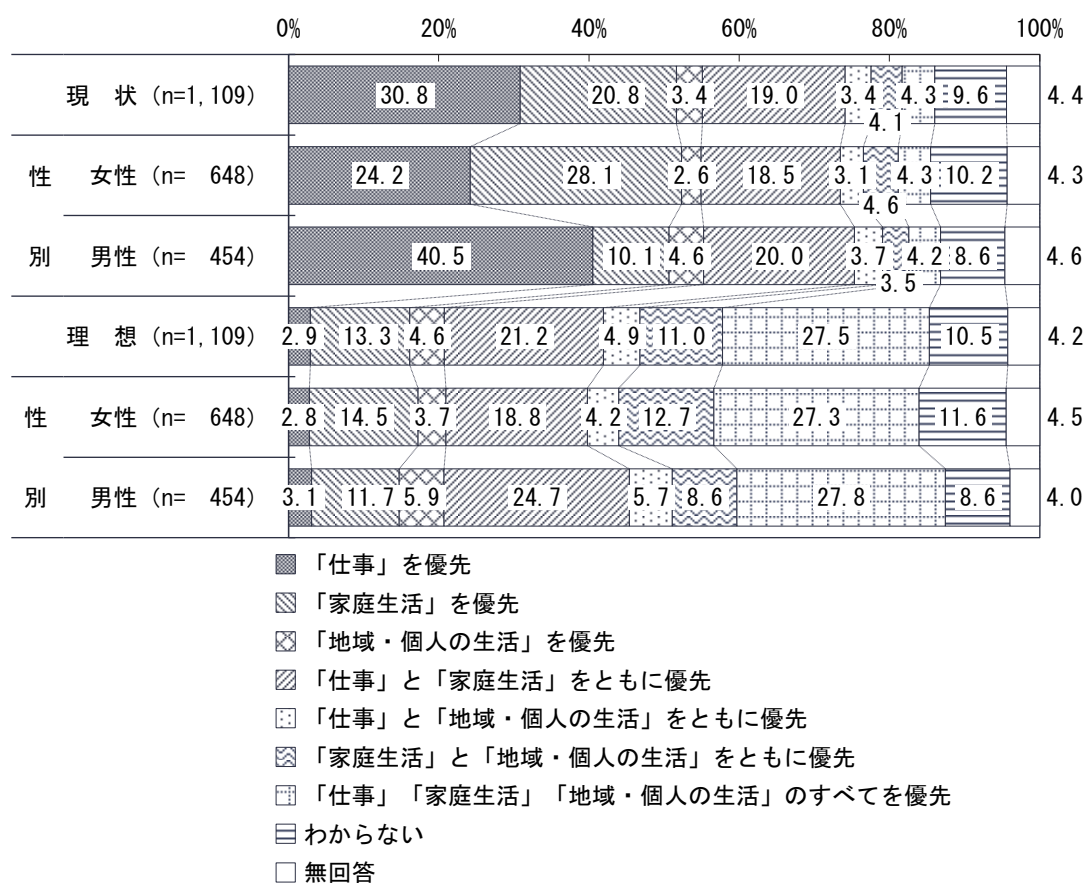 0% 20% 40% 60% 80% 100%
現 状 (n=1,109) 30.8 20.8 3.4 19.0 3.4 4.1 4.3 9.6 4.4
性 女性 (n= 648) 24.2 28.1 2.6 18.5 3.1 4.6 4.3 10.2 4.3
別 男性 (n= 454) 40.5 10.1 4.6 20.0 3.7 3.5 4.2 8.6 4.6
理 想 (n=1,109) 2.9 13.3 4.6 21.2 4.9 11.0 27.5 10.5 4.2
性 女性 (n= 648) 2.8 14.5 3.7 18.8 4.2 12.7 27.3 11.6 4.5
別 男性 (n= 454) 3.1 11.7 5.9 24.7 5.7 8.6 27.8 8.6 4.0
「仕事」を優先
「家庭生活」を優先
「地域・個人の生活」を優先
「仕事」と「家庭生活」をともに優先
「仕事」と「地域・個人の生活」をともに優先
「家庭生活」と「地域・個人の生活」をともに優先
「仕事」「家庭生活」「地域・個人の生活」のすべてを優先
わからない
無回答